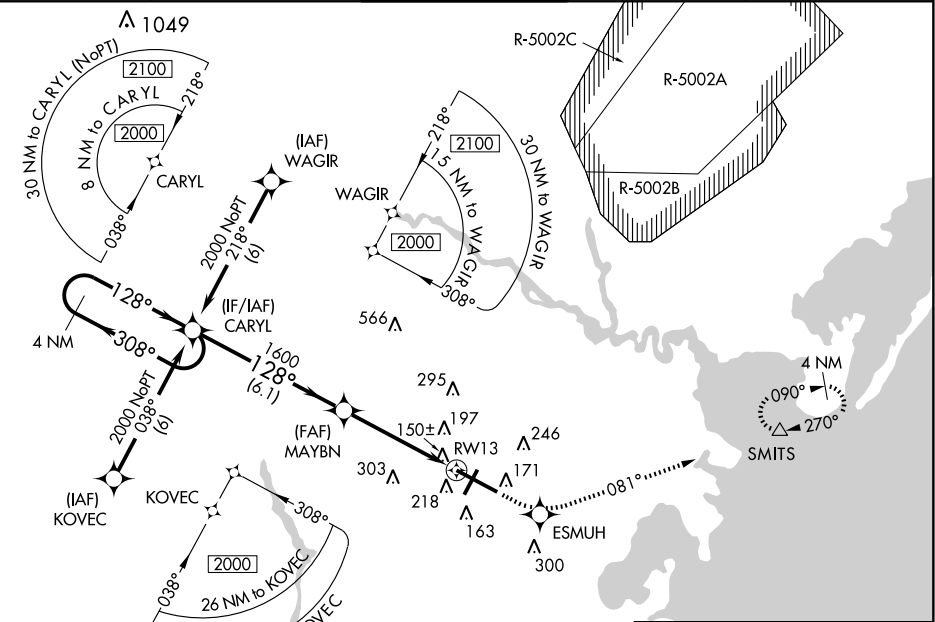 1049
30 NM to CARYL (NoPT)
2100
218°
8 NM to CARYL
2000
CARYL
038°
R-5002C
R-5002A
R-5002B
(IAF)
WAGIR
2000 NoPT
218°
(6)
WAGIR
218°
2100
15 NM to WAGIR
30 NM to WAGIR
2000
308°
128°
308°
4 NM
(IF/IAF)
CARYL
2000 NoPT
038°
(6)
(IAF)
KOVEC
1600
128°
(6.1)
(FAF)
MAYBN
566
295
197
150±
RW13
246
303
218
171
163
ESMUH
300
081°
4 NM
090°
270°
SMITS
KOVEC
308°
2000
038°
26 NM to KOVEC
OVEC